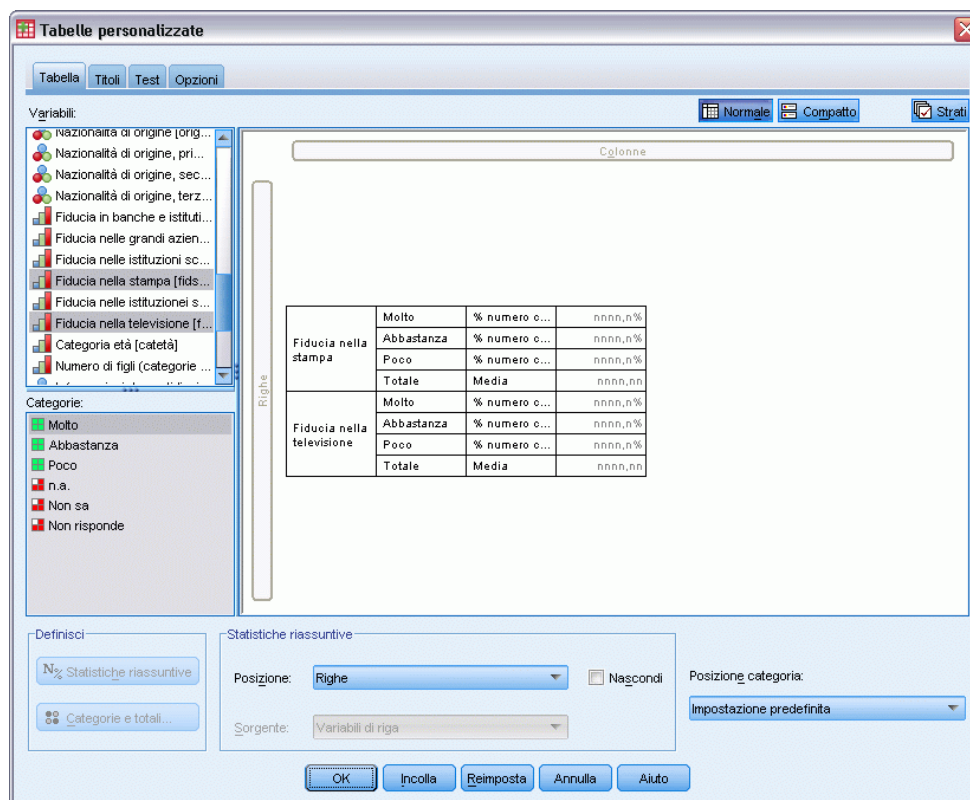 Tabelle personalizzate
Tabella Titoli Test Opzioni
Variabili:
Normale Compatto Strati
Nazionalità di origine [orig...
Nazionalità di origine, pri...
Nazionalità di origine, sec...
Nazionalità di origine, terz...
Fiducia in banche e istituti...
Fiducia nelle grandi azien...
Fiducia nelle istituzioni sc...
Fiducia nella stampa [fids...
Fiducia nelle istituzionei s...
Fiducia nella televisione [f...
Categoria età [catetà]
Numero di figli (categorie ...
Categorie:
Molto
Abbastanza
Poco
n.a.
Non sa
Non risponde
Colonne
Righe
Fiducia nella stampa
Molto % numero c... nnnn,n%
Abbastanza % numero c... nnnn,n%
Poco % numero c... nnnn,n%
Totale Media nnnn,nn
Fiducia nella televisione
Molto % numero c... nnnn,n%
Abbastanza % numero c... nnnn,n%
Poco % numero c... nnnn,n%
Totale Media nnnn,nn
Definisci
N% Statistiche riassuntive
Categorie e totali...
Statistiche riassuntive
Posizione: Righe Nascondi
Sorgente: Variabili di riga
Posizione categoria:
Impostazione predefinita
OK Incolla Reimposta Annulla Aiuto